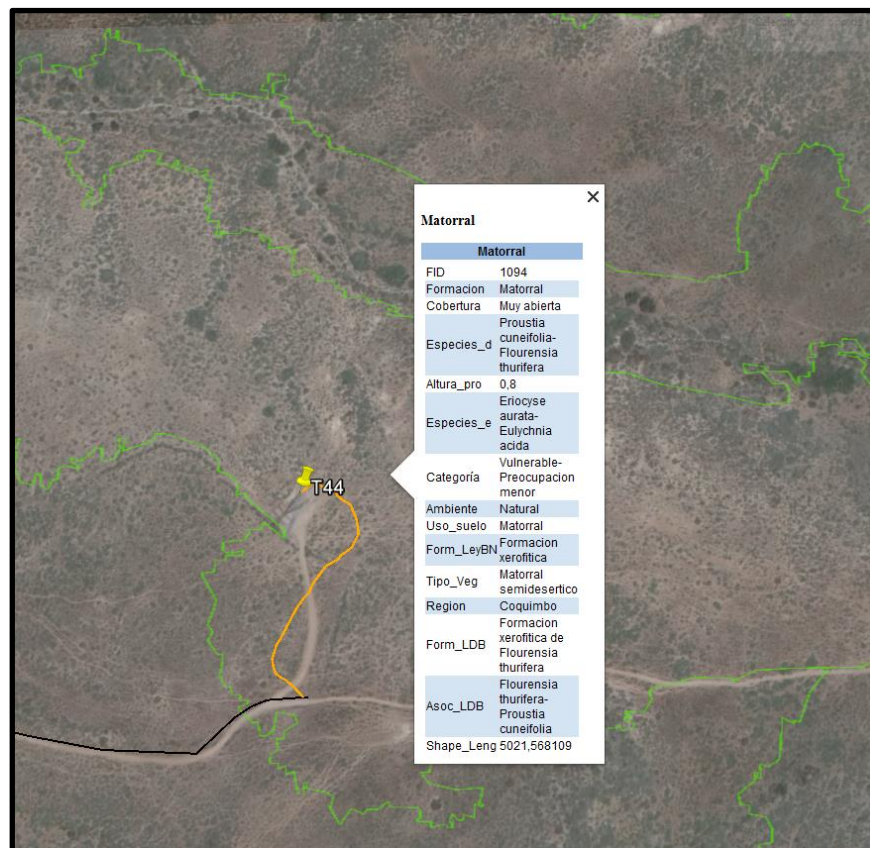 Matorral
Matorral
FID 1094
Formacion Matorral
Cobertura Muy abierta
Especies_d Proustia
cuneifolia-
Flourensia
thurifera
Altura_pro 0,8
Especies_e Eriocyse
aurata-
Eulychnia
acida
Categoría Vulnerable-
Preocupacion
menor
Ambiente Natural
Uso_suelo Matorral
Form_LeyBN Formacion
xerofitica
Tipo_Veg Matorral
semidesertico
Region Coquimbo
Form_LDB Formacion
xerofitica de
Flourensia
thurifera
Asoc_LDB Flourensia
thurifera-
Proustia
cuneifolia
Shape_Leng 5021,568109
T44